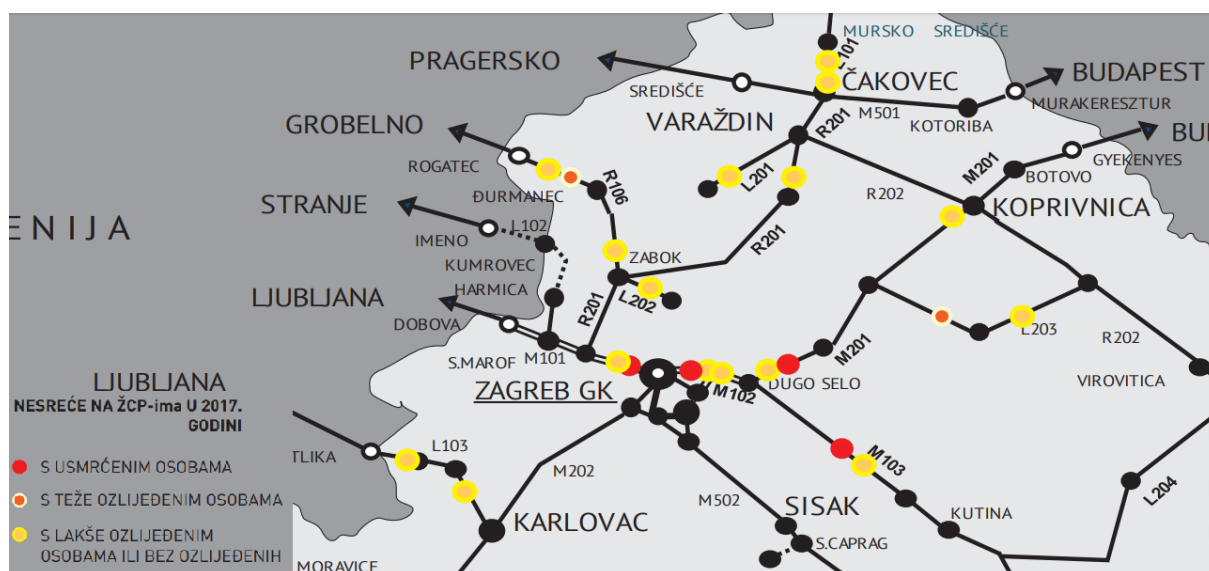 MURSKO SREDIŠĆE
L101
PRAGERSKO
ČAKOVEC
BUDAPEST
SREDIŠĆE
M501
MURAKERESZTUR
KOTORIBA
VARAŽDIN
R201
GROBELNO
BU
GYEKENYES
ROGATEC
M201
BOTOVO
L201
R106
ĐURMANEC
R202
STRANJE
KOPRIVNICA
L102
ENIJA
IMENO
R201
ZABOK
KUMROVEC
HARMICA
LJUBLJANA
L202
R201
DOBOVA
L203
R202
M201
M101
S.MAROF
DUGO SELO
VIROVITICA
LJUBLJANA
ZAGREB GK
M102
NESREĆE NA ŽCP-ima U 2017.
GODINI
L103
TLIKA
S USMRĆENIM OSOBAMA
M202
M103
S TEŽE OZLIJEĐENIM OSOBAMA
M502
L204
SISAK
KARLOVAC
KUTINA
S LAKŠE OZLIJEĐENIM
OSOBAMA ILI BEZ OZLIJEĐENIH
S.CAPRAG
MORAVICE